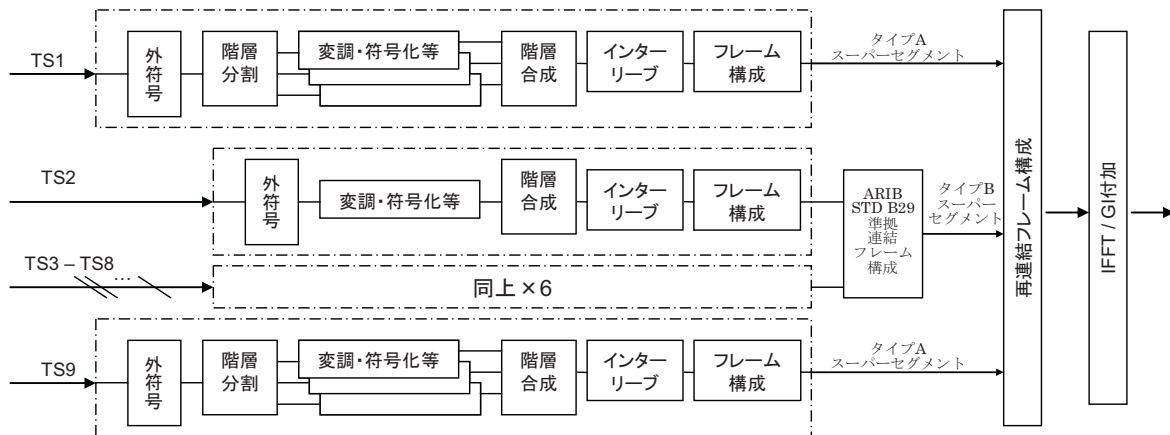 TS1
外
符
号
階層
分割
変調・符号化等
階層
合成
インター
リーブ
フレーム
構成
タイプA
スーパーセグメント
TS2
外
符
号
変調・符号化等
階層
合成
インター
リーブ
フレーム
構成
ARIB
STD B29
準拠
連結
フレーム
構成
タイプB
スーパー
セグメント
TS3 – TS8
...
同上×6
TS9
外
符
号
階層
分割
変調・符号化等
階層
合成
インター
リーブ
フレーム
構成
タイプA
スーパーセグメント
再連結フレーム構成
IFFT / GI付加